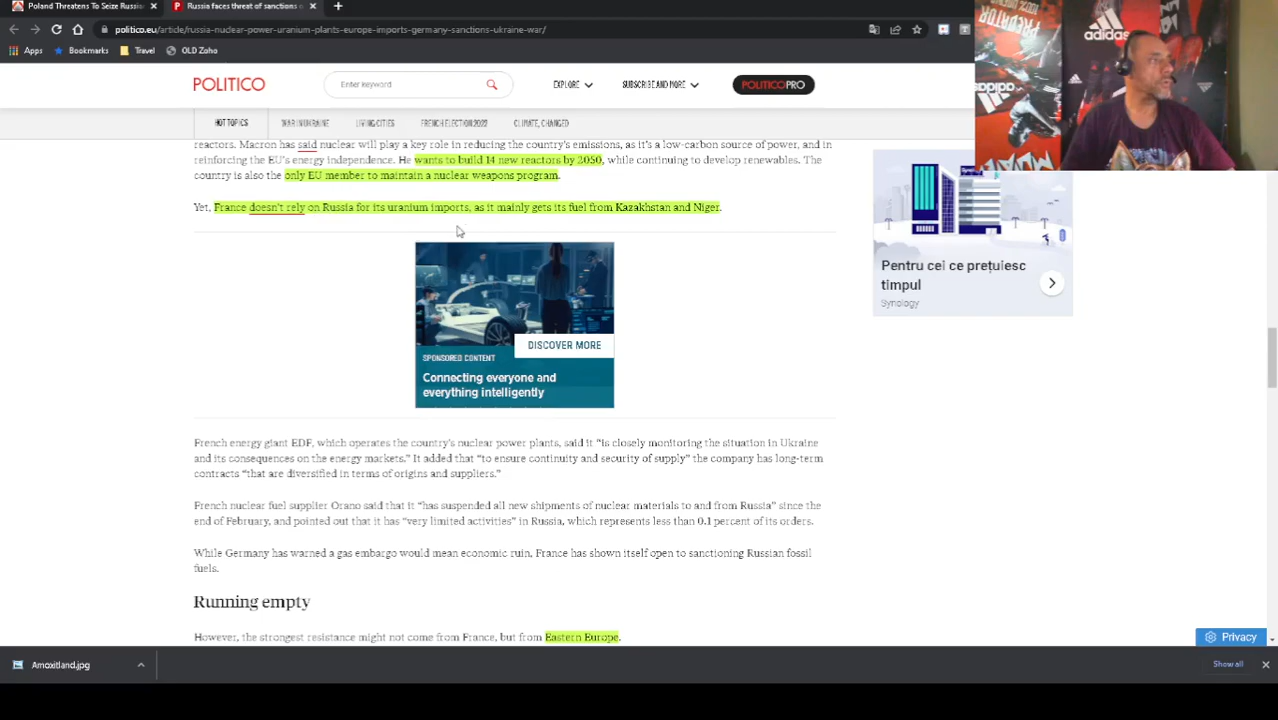 Poland Threatens To Seize Russia
Russia faces threat of sanctions o
politico.eu/article/russia-nuclear-power-uranium-plants-europe-imports-germany-sanctions-ukraine-war/
Apps
Bookmarks
Travel
OLD Zoho
POLITICO
Enter keyword
EXPLORE
SUBSCRIBE AND MORE
POLITICOPRO
HOT TOPICS
WAR IN UKRAINE
LIVING CITIES
FRENCH ELECTION 2022
CLIMATE, CHANGED
reactors. Macron has said nuclear will play a key role in reducing the country's emissions, as it's a low-carbon source of power, and in
reinforcing the EU's energy independence. He wants to build 14 new reactors by 2050, while continuing to develop renewables. The
country is also the only EU member to maintain a nuclear weapons program.
Yet, France doesn't rely on Russia for its uranium imports, as it mainly gets its fuel from Kazakhstan and Niger.
DISCOVER MORE
SPONSORED CONTENT
Connecting everyone and
everything intelligently
Pentru cei ce prețuiesc
timpul
Synology
French energy giant EDF, which operates the country's nuclear power plants, said it "is closely monitoring the situation in Ukraine
and its consequences on the energy markets." It added that "to ensure continuity and security of supply" the company has long-term
contracts "that are diversified in terms of origins and suppliers."
French nuclear fuel supplier Orano said that it "has suspended all new shipments of nuclear materials to and from Russia" since the
end of February, and pointed out that it has "very limited activities" in Russia, which represents less than 0.1 percent of its orders.
While Germany has warned a gas embargo would mean economic ruin, France has shown itself open to sanctioning Russian fossil
fuels.
Running empty
However, the strongest resistance might not come from France, but from Eastern Europe.
Privacy
Amoxitland.jpg
Show all
PREDATOR
adidas
adidas